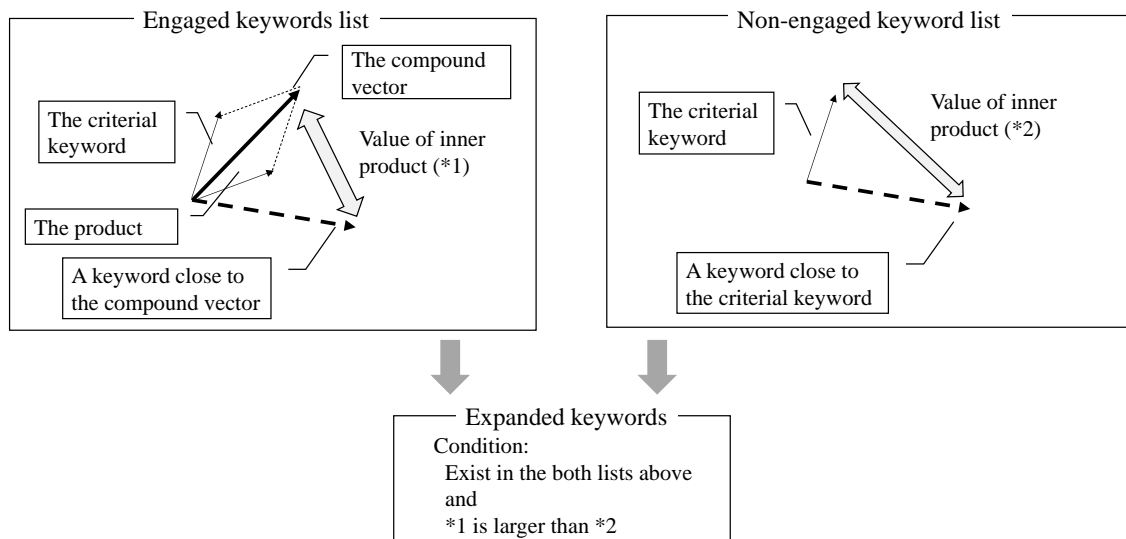 Engaged keywords list
The compound
vector
The criterial
keyword
Value of inner
product (*1)
The product
A keyword close to
the compound vector
Non-engaged keyword list
The criterial
keyword
Value of inner
product (*2)
A keyword close to
the criterial keyword
Expanded keywords
Condition:
Exist in the both lists above
and
*1 is larger than *2